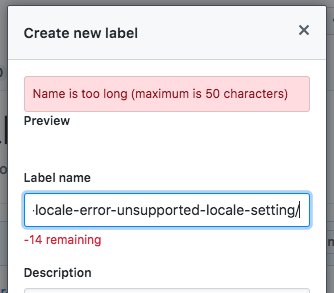 Create new label
Name is too long (maximum is 50 characters)
Preview
Label name
-locale-error-unsupported-locale-setting/
-14 remaining
Description